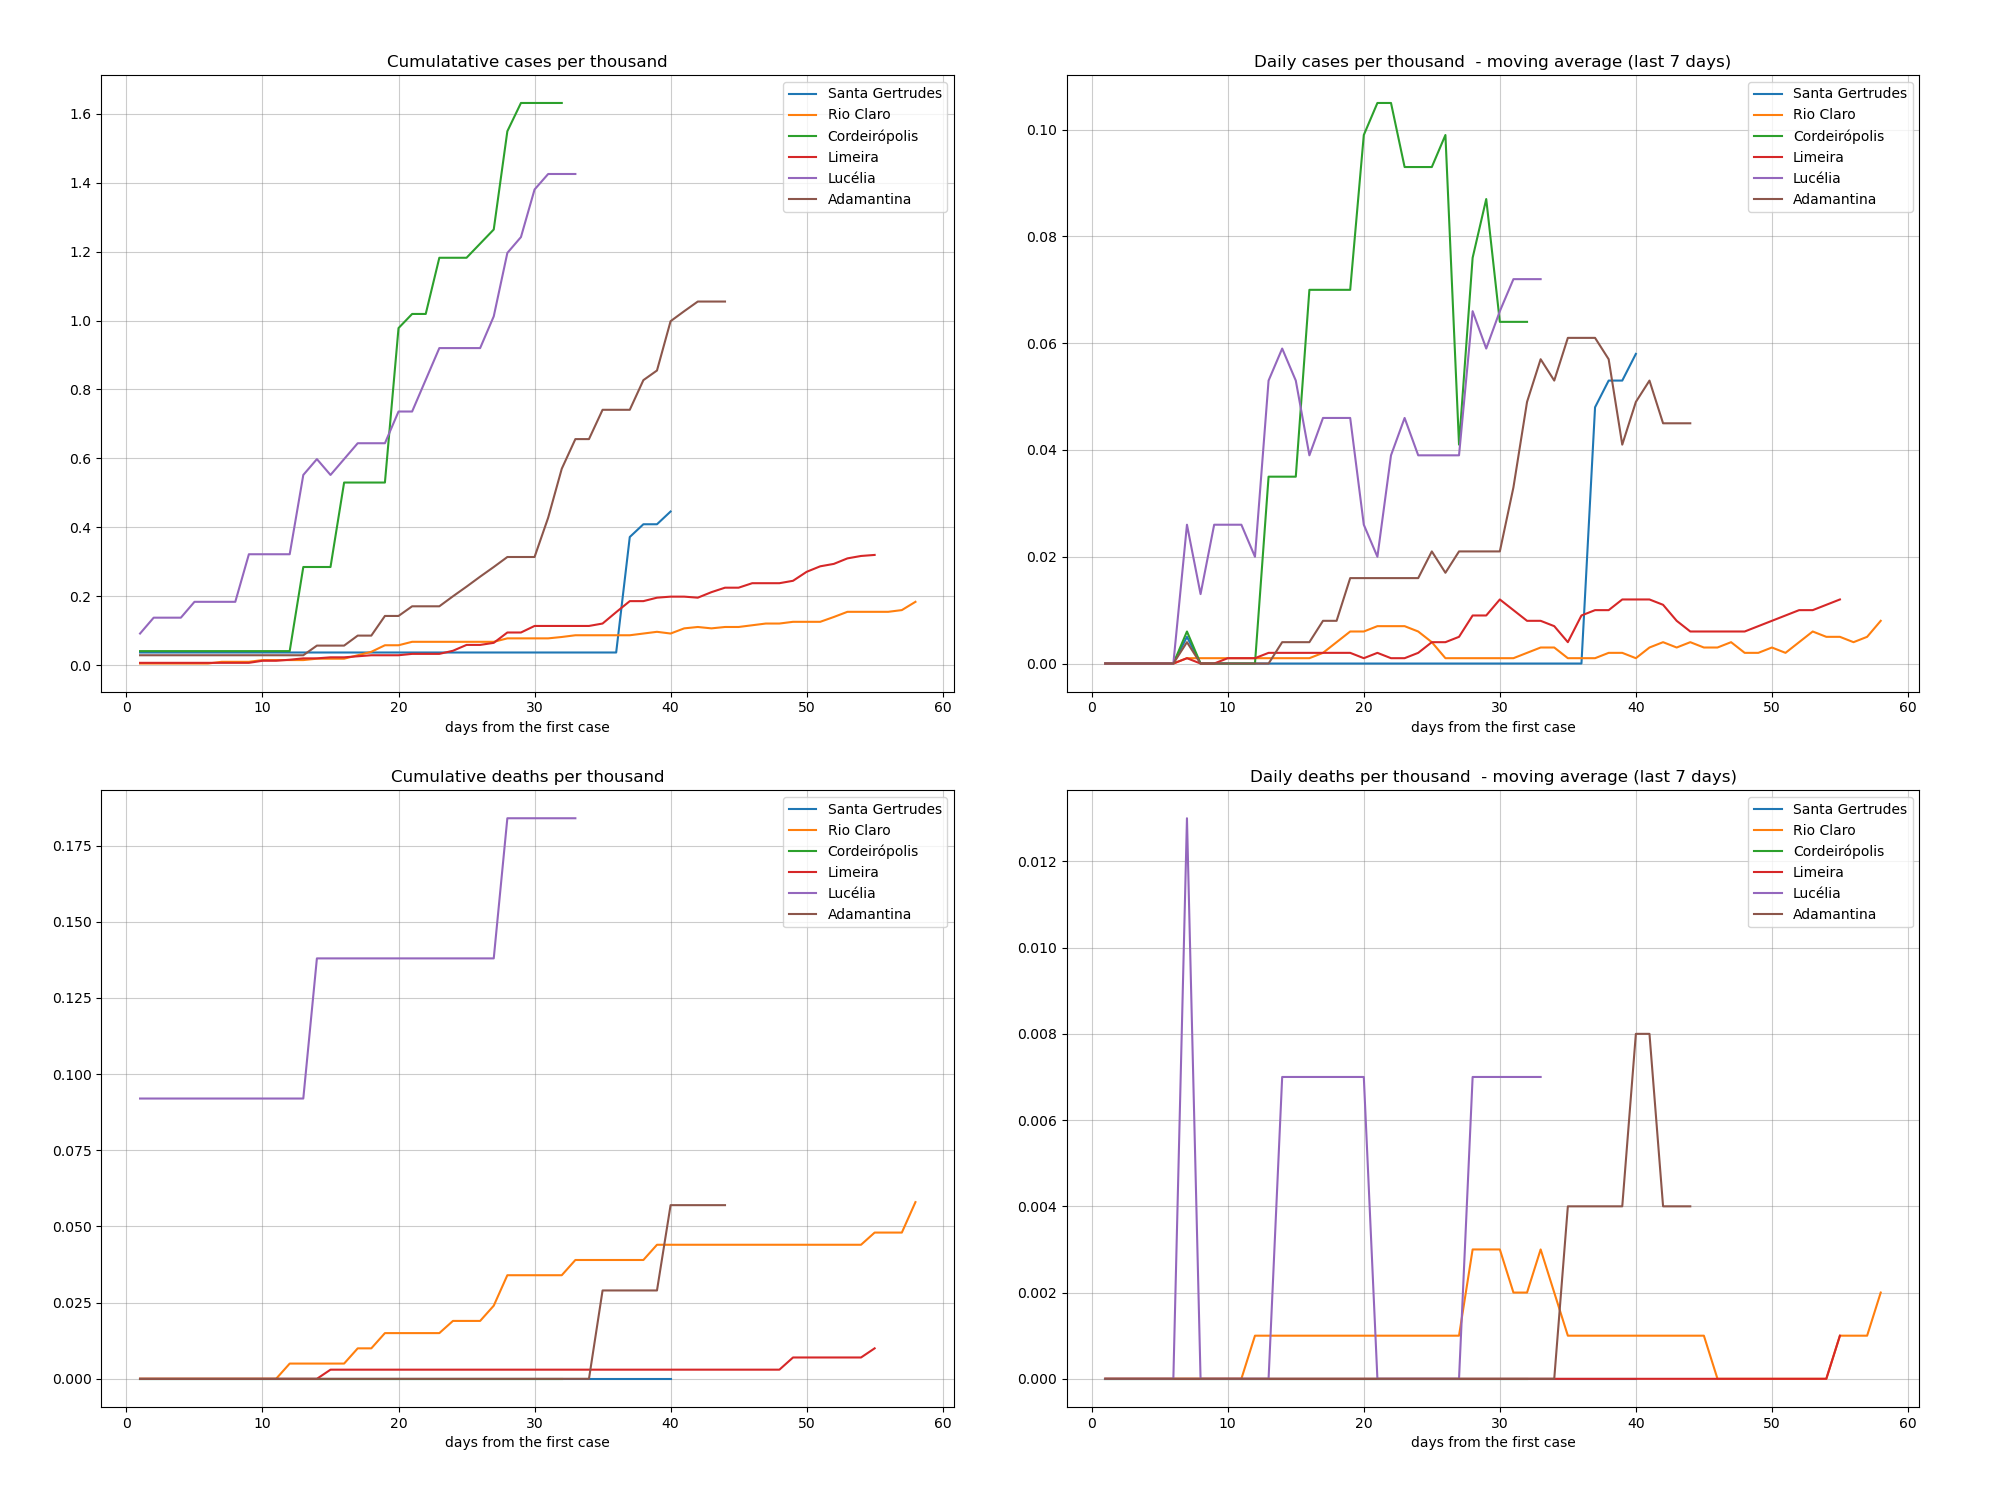 Cumulatative cases per thousand
1.6
1.4
1.2
1.0
0.8
0.6
0.4
0.2
0.0
Santa Gertrudes
Rio Claro
Cordeirópolis
Limeira
Lucélia
Adamantina
0 10 20 30 40 50 60
days from the first case
Daily cases per thousand - moving average (last 7 days)
0.10
0.08
0.06
0.04
0.02
0.00
Santa Gertrudes
Rio Claro
Cordeirópolis
Limeira
Lucélia
Adamantina
0 10 20 30 40 50 60
days from the first case
Cumulative deaths per thousand
0.175
0.150
0.125
0.100
0.075
0.050
0.025
0.000
Santa Gertrudes
Rio Claro
Cordeirópolis
Limeira
Lucélia
Adamantina
0 10 20 30 40 50 60
days from the first case
Daily deaths per thousand - moving average (last 7 days)
0.012
0.010
0.008
0.006
0.004
0.002
0.000
Santa Gertrudes
Rio Claro
Cordeirópolis
Limeira
Lucélia
Adamantina
0 10 20 30 40 50 60
days from the first case